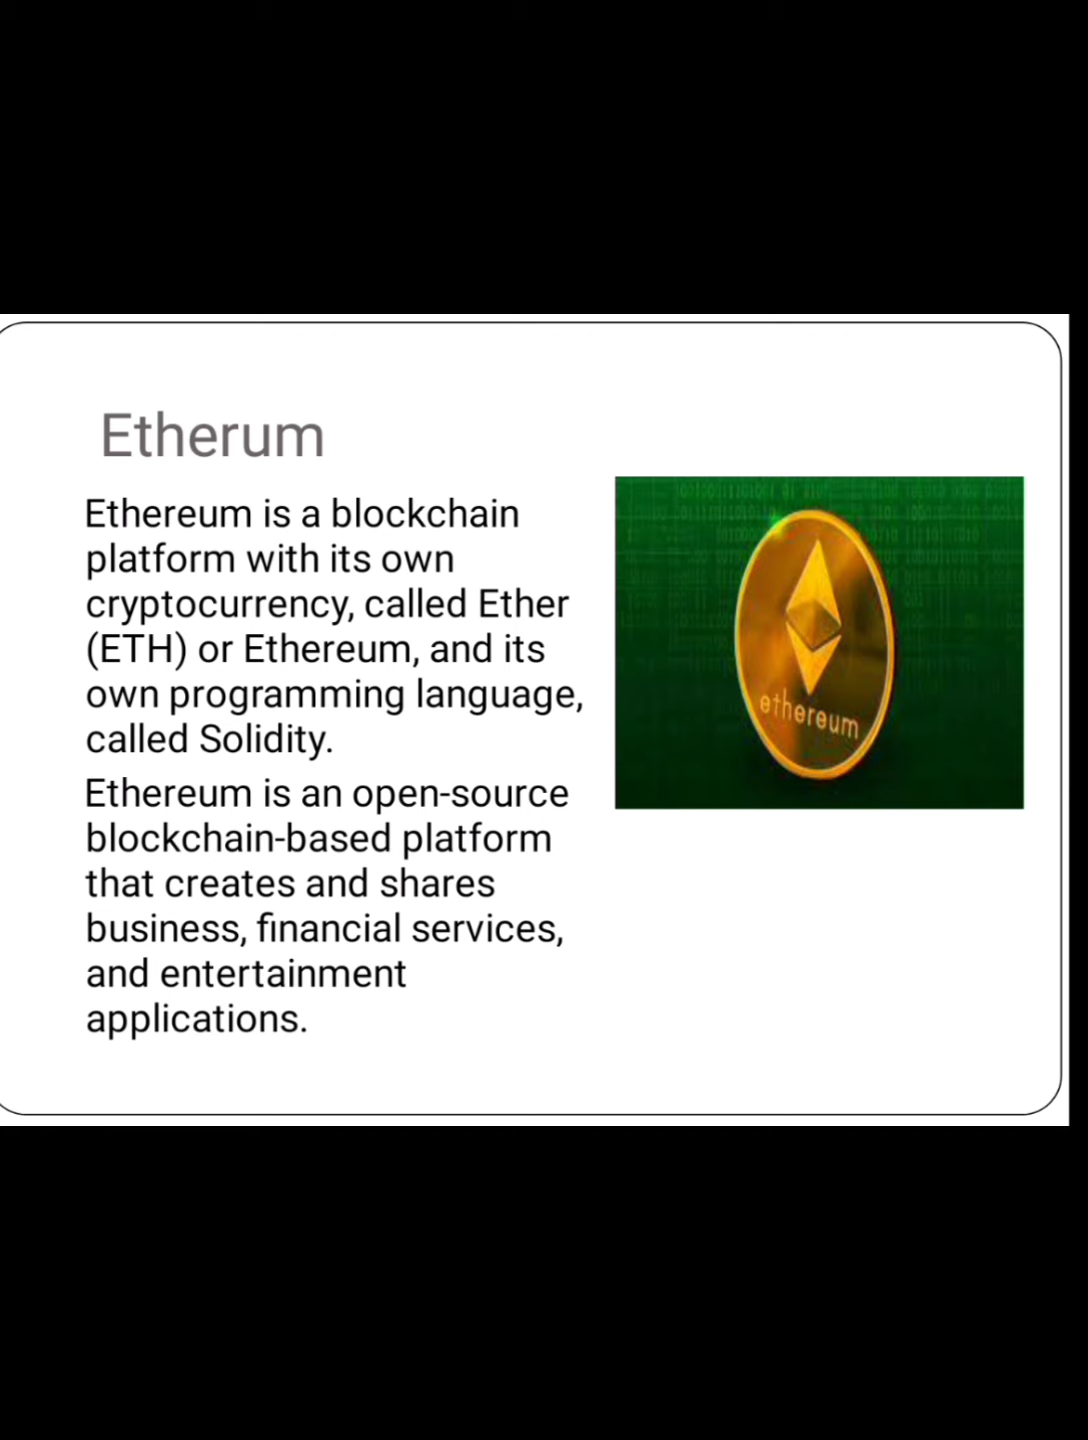 Etherum
Ethereum is a blockchain
platform with its own
cryptocurrency, called Ether
(ETH) or Ethereum, and its
own programming language,
called Solidity.
Ethereum is an open-source
blockchain-based platform
that creates and shares
business, financial services,
and entertainment
applications.
ethereum